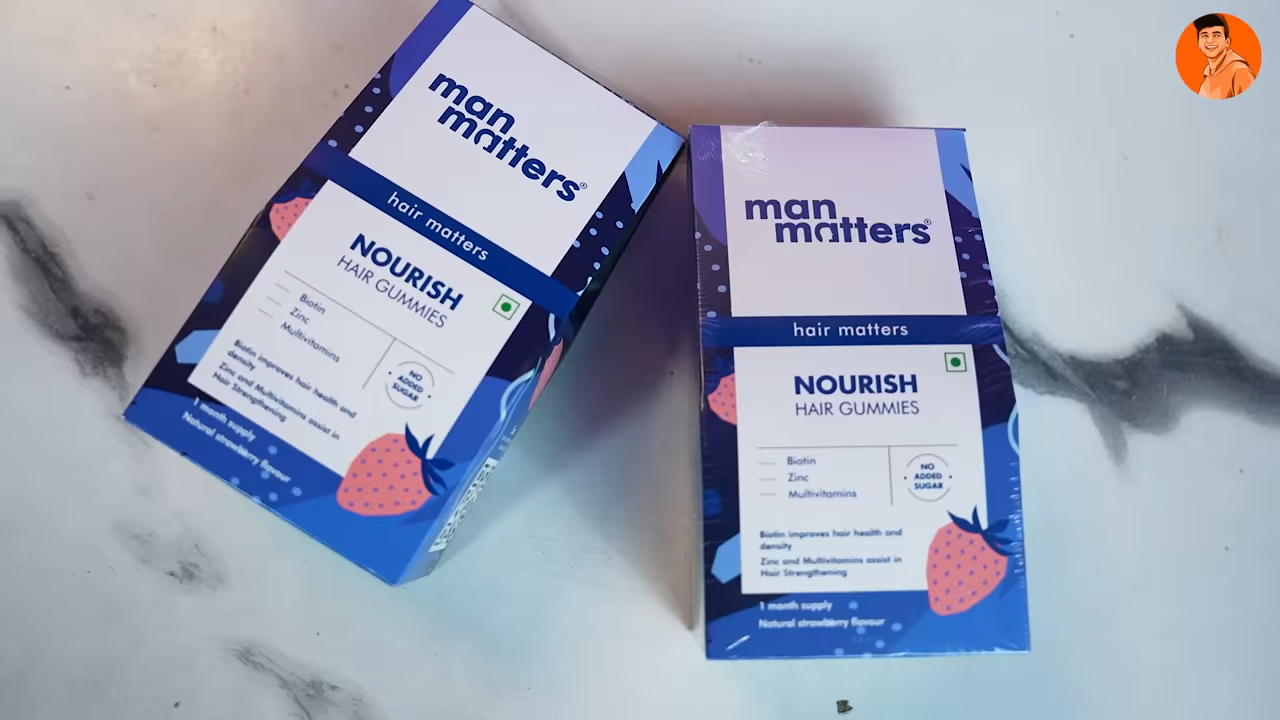 man
matters®
hair matters
NOURISH
HAIR GUMMIES
Biotin
Zinc
Multivitamins
NO
ADDED
SUGAR
Biotin improves hair health and
density
Zinc and Multivitamins assist in
Hair Strengthening
1 month supply
Natural strawberry flavour
man
matters®
hair matters
NOURISH
HAIR GUMMIES
Biotin
Zinc
Multivitamins
NO
ADDED
SUGAR
Biotin improves hair health and
density
Zinc and Multivitamins assist in
Hair Strengthening
1 month supply
Natural strawberry flavour